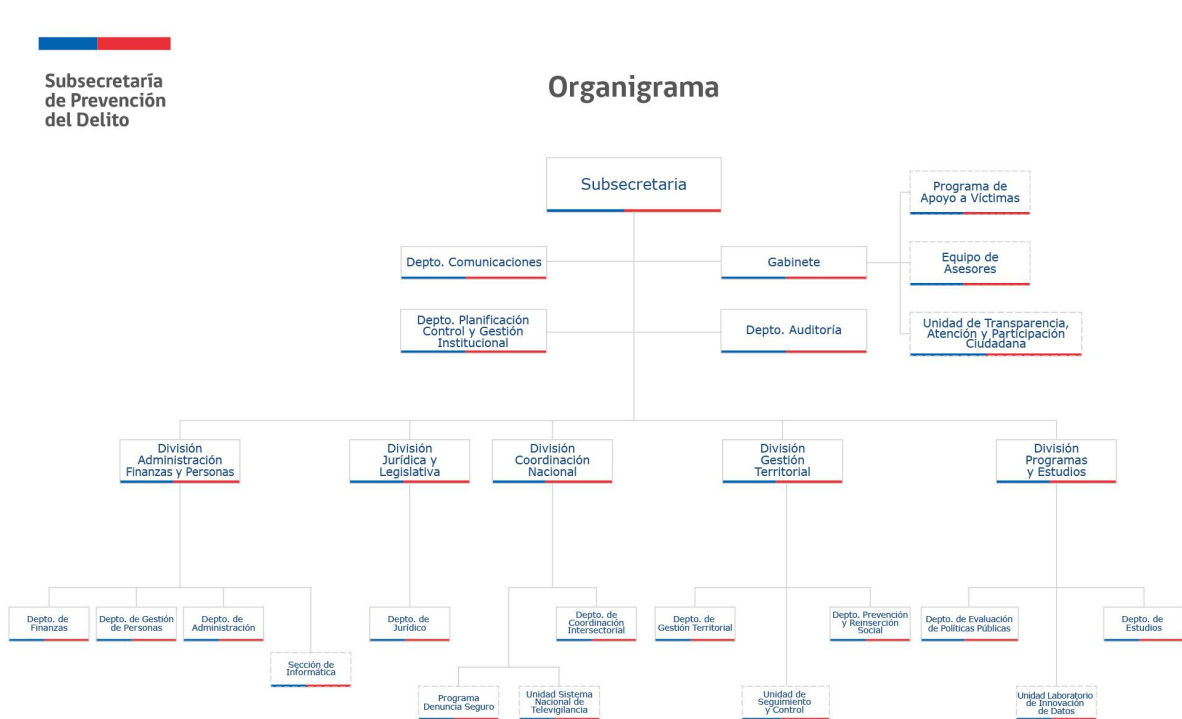 Subsecretaría
de Prevención
del Delito
Organigrama
Subsecretaria
Programa de
Apoyo a Víctimas
Depto. Comunicaciones
Gabinete
Equipo de
Asesores
Depto. Planificación
Control y Gestión
Institucional
Depto. Auditoría
Unidad de Transparencia,
Atención y Participación
Ciudadana
División
Administración
Finanzas y Personas
División
Jurídica y
Legislativa
División
Coordinación
Nacional
División
Gestión
Territorial
División
Programas
y Estudios
Depto. de
Finanzas
Depto. de Gestión
de Personas
Depto. de
Administración
Sección de
Informática
Depto. de
Jurídico
Depto. de
Coordinación
Intersectorial
Programa
Denuncia Seguro
Unidad Sistema
Nacional de
Televigilancia
Depto. de
Gestión Territorial
Depto. Prevención
y Reinserción
Social
Unidad de
Seguimiento
y Control
Depto. de Evaluación
de Políticas Públicas
Depto. de
Estudios
Unidad Laboratorio
de Innovación
de Datos